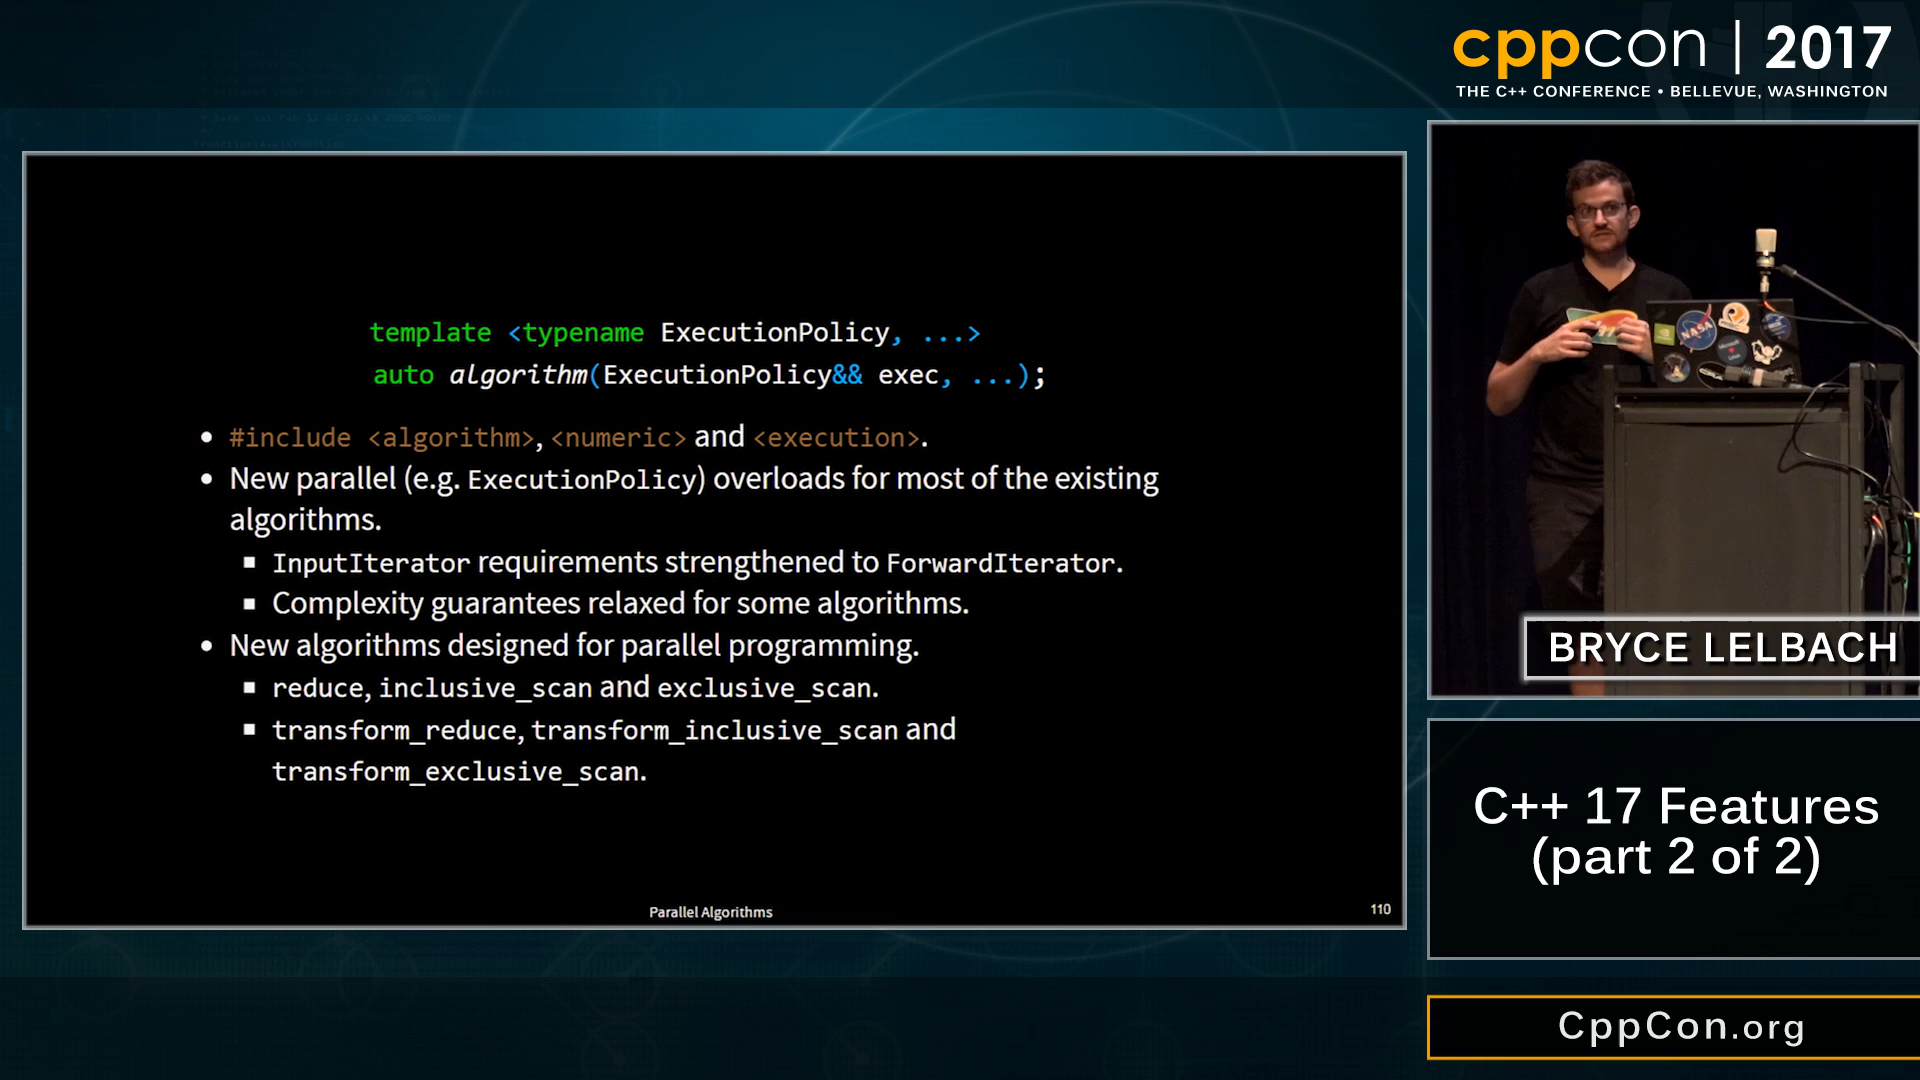 cppcon | 2017
THE C++ CONFERENCE • BELLEVUE, WASHINGTON
template <typename ExecutionPolicy, ...>
auto algorithm(ExecutionPolicy&& exec, ...);
• #include <algorithm>, <numeric> and <execution>.
• New parallel (e.g. ExecutionPolicy) overloads for most of the existing
algorithms.
▪ InputIterator requirements strengthened to ForwardIterator.
▪ Complexity guarantees relaxed for some algorithms.
• New algorithms designed for parallel programming.
▪ reduce, inclusive_scan and exclusive_scan.
▪ transform_reduce, transform_inclusive_scan and
transform_exclusive_scan.
Parallel Algorithms
110
NASA
BRYCE LELBACH
C++ 17 Features
(part 2 of 2)
CppCon.org